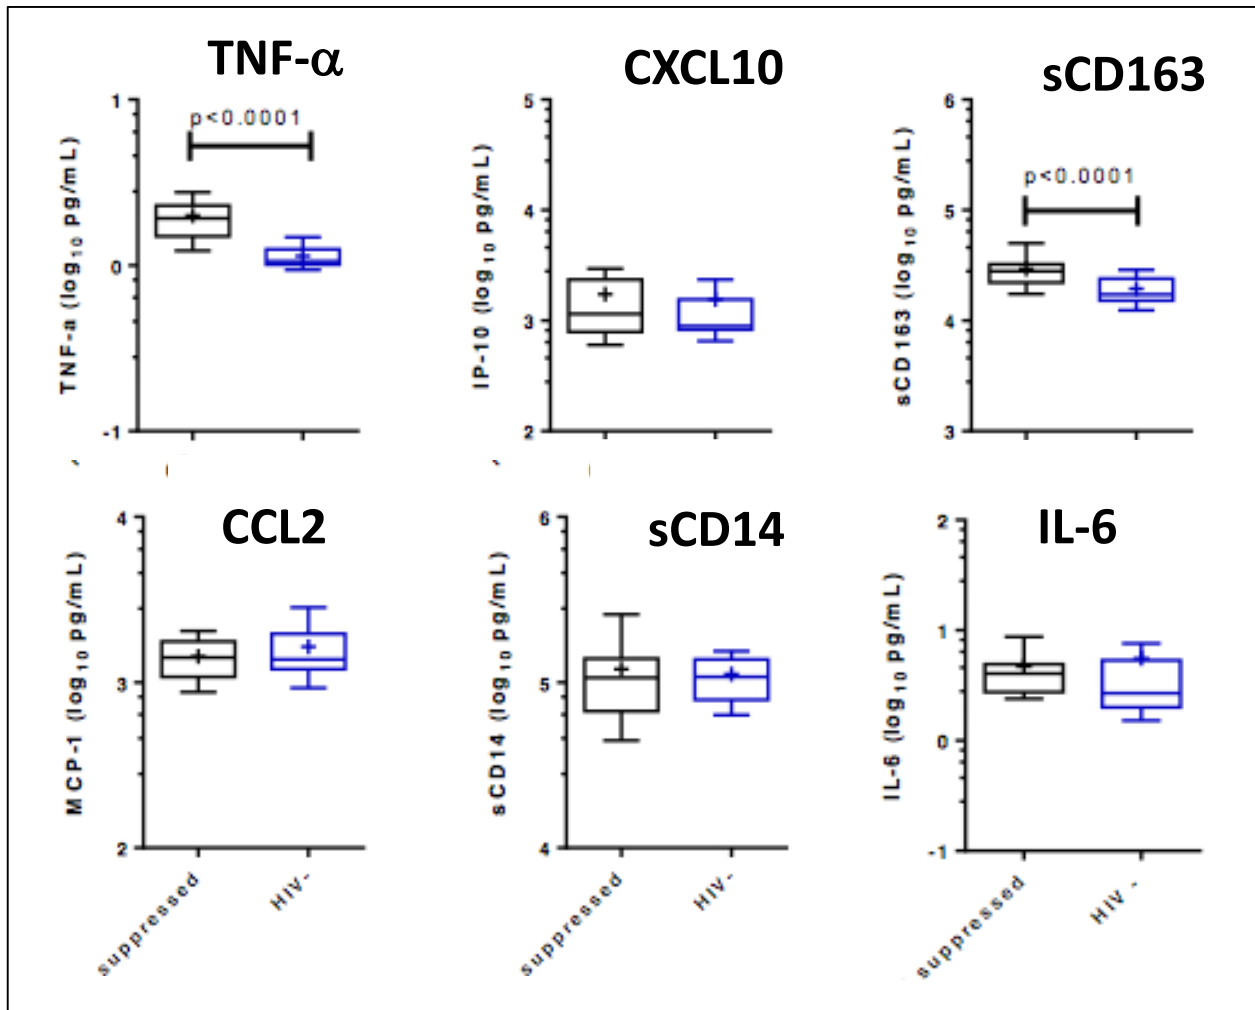 TNF-α
CXCL10
sCD163
1
0
-1
TNF-a (log10 pg/mL)
p<0.0001
5
4
3
2
IP-10 (log10 pg/mL)
6
5
4
3
sCD163 (log10 pg/mL)
p<0.0001
CCL2
sCD14
IL-6
4
3
2
MCP-1 (log10 pg/mL)
suppressed
HIV-
6
5
4
sCD14 (log10 pg/mL)
suppressed
HIV-
2
1
0
-1
IL-6 (log10 pg/mL)
suppressed
HIV -